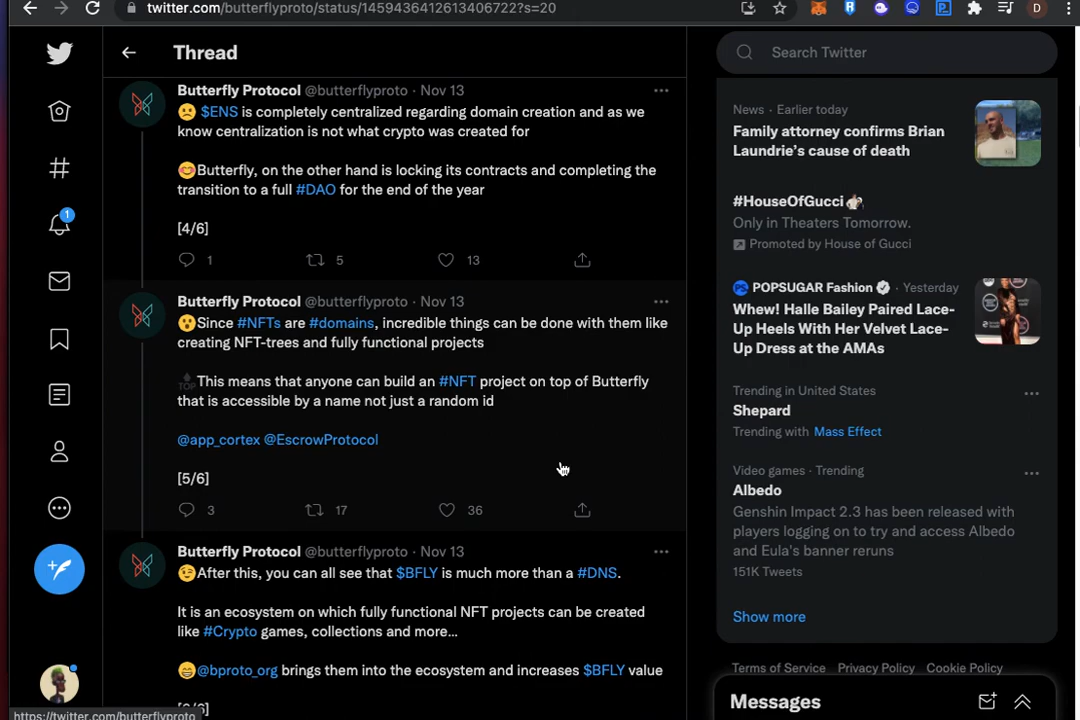 twitter.com/butterflyproto/status/1459436412613406722?s=20
D
Thread
Search Twitter
Butterfly Protocol @butterflyproto · Nov 13
$ENS is completely centralized regarding domain creation and as we
know centralization is not what crypto was created for
Butterfly, on the other hand is locking its contracts and completing the
transition to a full #DAO for the end of the year
[4/6]
1
5
13
Butterfly Protocol @butterflyproto · Nov 13
Since #NFTs are #domains, incredible things can be done with them like
creating NFT-trees and fully functional projects
TOP This means that anyone can build an #NFT project on top of Butterfly
that is accessible by a name not just a random id
@app_cortex @EscrowProtocol
[5/6]
3
17
36
Butterfly Protocol @butterflyproto · Nov 13
After this, you can all see that $BFLY is much more than a #DNS.
It is an ecosystem on which fully functional NFT projects can be created
like #Crypto games, collections and more...
@bproto_org brings them into the ecosystem and increases $BFLY value
1
News · Earlier today
Family attorney confirms Brian
Laundrie's cause of death
#HouseOfGucci
Only in Theaters Tomorrow.
Promoted by House of Gucci
POPSUGAR Fashion · Yesterday
Whew! Halle Bailey Paired Lace-
Up Heels With Her Velvet Lace-
Up Dress at the AMAs
Trending in United States
Shepard
Trending with Mass Effect
Video games · Trending
Albedo
Genshin Impact 2.3 has been released with
players logging on to try and access Albedo
and Eula's banner reruns
151K Tweets
Show more
Terms of Service Privacy Policy Cookie Policy
Messages
https://twitter.com/butterflyproto